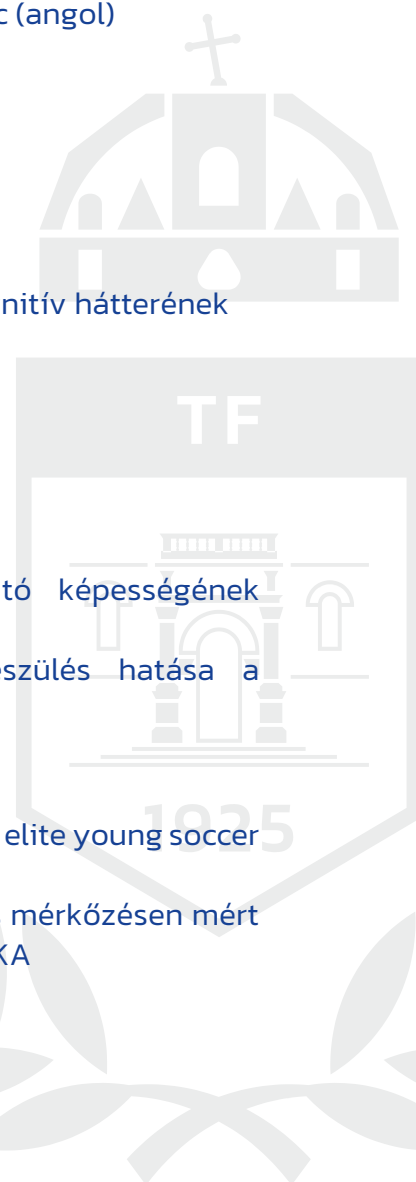 c (angol)
nitív hátterének
TF
tó képességének
szülés hatása a
1925
elite young soccer
mérkőzésen mért
KA